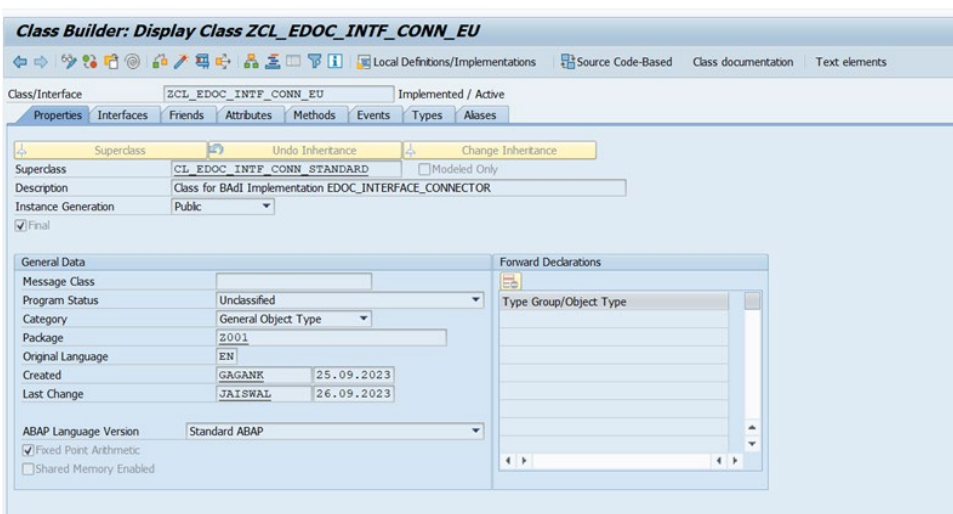 Class Builder: Display Class ZCL_EDOC_INTF_CONN_EU
Local Definitions/Implementations Source Code-Based Class documentation Text elements
Class/Interface ZCL_EDOC_INTF_CONN_EU Implemented / Active
Properties Interfaces Friends Attributes Methods Events Types Aliases
Superclass Undo Inheritance Change Inheritance
Superclass CL_EDOC_INTF_CONN_STANDARD Modeled Only
Description Class for BAdI Implementation EDOC_INTERFACE_CONNECTOR
Instance Generation Public
Final
General Data
Message Class
Program Status Unclassified
Category General Object Type
Package Z001
Original Language EN
Created GAGANK 25.09.2023
Last Change JAISWAL 26.09.2023
ABAP Language Version Standard ABAP
Fixed Point Arithmetic
Shared Memory Enabled
Forward Declarations
Type Group/Object Type